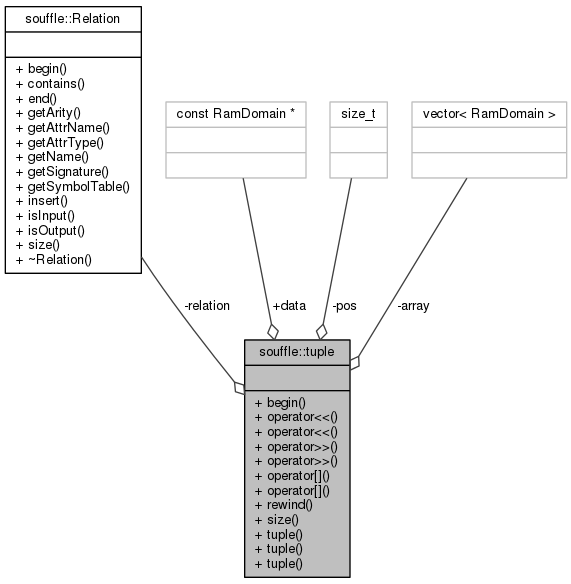 souffle::Relation
+ begin()
+ contains()
+ end()
+ getArity()
+ getAttrName()
+ getAttrType()
+ getName()
+ getSignature()
+ getSymbolTable()
+ insert()
+ isInput()
+ isOutput()
+ size()
+ ~Relation()
const RamDomain *
size_t
vector< RamDomain >
-relation
+data
-pos
-array
souffle::tuple
+ begin()
+ operator<<()
+ operator<<()
+ operator>>()
+ operator>>()
+ operator[]()
+ operator[]()
+ rewind()
+ size()
+ tuple()
+ tuple()
+ tuple()